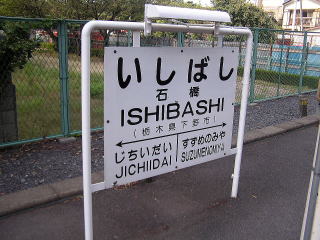 いしばし
石橋
ISHIBASHI
(栃木県下野市)
じちいだい すずめのみや
JICHIIDAI SUZUMENOMIYA